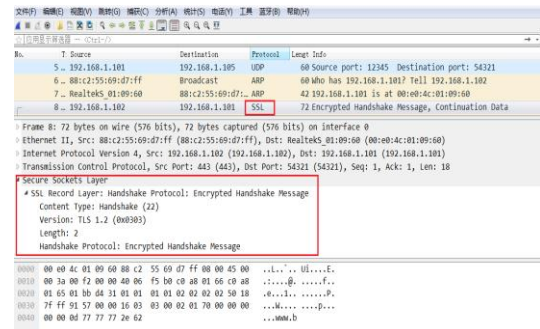 文件(F) 编辑(E) 视图(V) 跳转(G) 捕获(C) 分析(A) 统计(S) 电话(Y) 工具 蓝牙(B) 帮助(H)
应用显示筛选器 … <Ctrl-/>
No. T: Source Destination Protocol Lengt Info
5 … 192.168.1.101 192.168.1.105 UDP 60 Source port: 12345 Destination port: 54321
6 … 88:c2:55:69:d7:ff Broadcast ARP 60 Who has 192.168.1.101? Tell 192.168.1.102
7 … RealtekS_01:09:60 88:c2:55:69:d7:… ARP 42 192.168.1.101 is at 00:e0:4c:01:09:60
8 … 192.168.1.102 192.168.1.101 SSL 72 Encrypted Handshake Message, Continuation Data
Frame 8: 72 bytes on wire (576 bits), 72 bytes captured (576 bits) on interface 0
Ethernet II, Src: 88:c2:55:69:d7:ff (88:c2:55:69:d7:ff), Dst: RealtekS_01:09:60 (00:e0:4c:01:09:60)
Internet Protocol Version 4, Src: 192.168.1.102 (192.168.1.102), Dst: 192.168.1.101 (192.168.1.101)
Transmission Control Protocol, Src Port: 443 (443), Dst Port: 54321 (54321), Seq: 1, Ack: 1, Len: 18
Secure Sockets Layer
SSL Record Layer: Handshake Protocol: Encrypted Handshake Message
Content Type: Handshake (22)
Version: TLS 1.2 (0x0303)
Length: 2
Handshake Protocol: Encrypted Handshake Message
0000 00 e0 4c 01 09 60 88 c2 55 69 d7 ff 08 00 45 00 ..L..`.. Ui....E.
0010 00 3a 00 f2 00 00 40 06 f5 b0 c0 a8 01 66 c0 a8 .:....@. .....f..
0020 01 65 01 bb d4 31 01 01 01 01 02 02 02 02 50 18 .e...1.. ......P.
0030 7f ff 91 57 00 00 16 03 03 00 02 01 70 00 00 00 ...W.... ....p...
0040 00 00 0d 77 77 77 2e 62 ...www.b